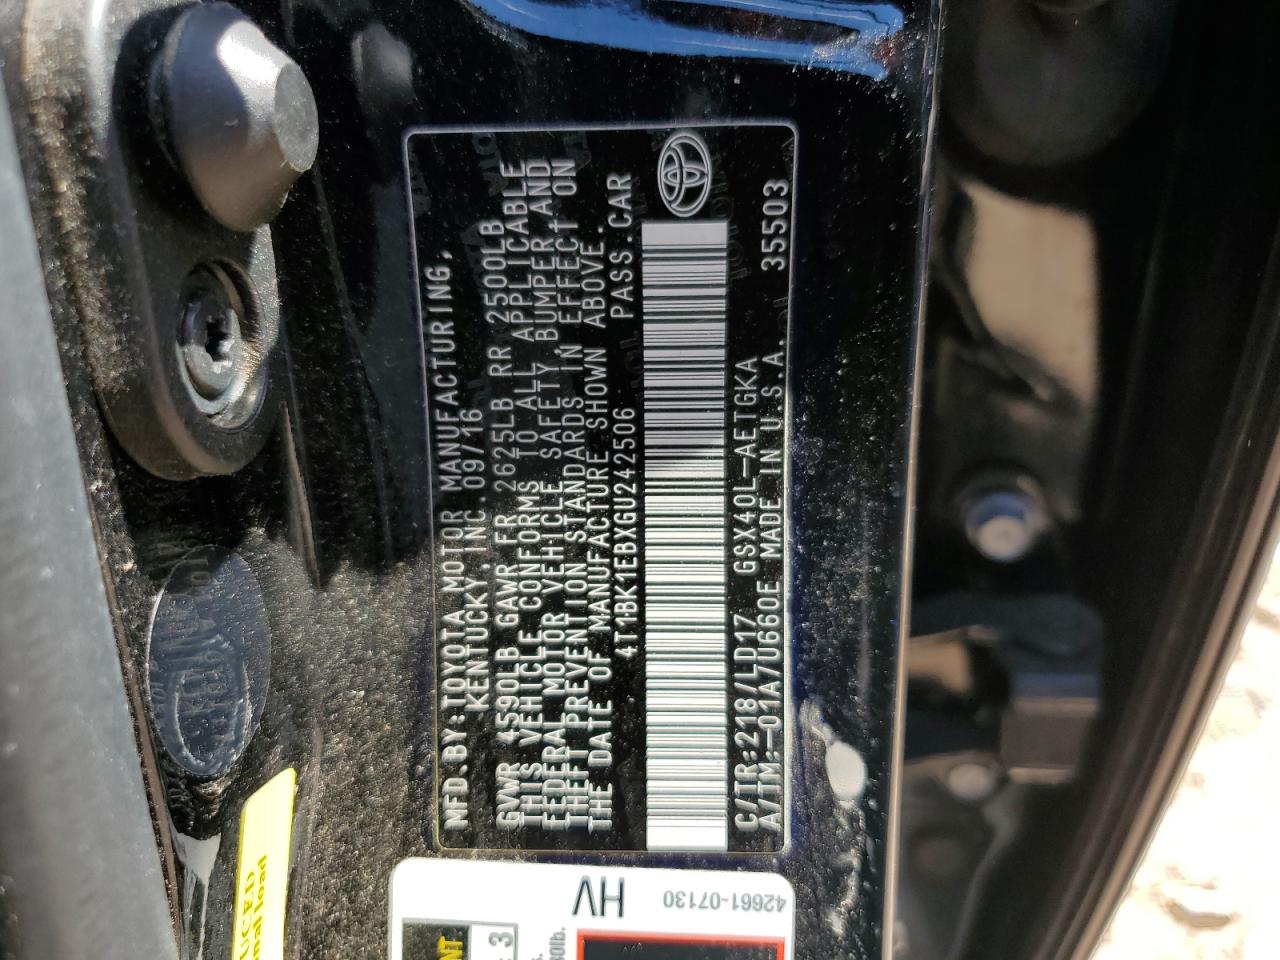 MFD.BY:TOYOTA MOTOR MANUFACTURING,
KENTUCKY,INC.09/16
GVWR 4590LB GAWR FR 2625LB RR 2500LB
THIS VEHICLE CONFORMS TO ALL APPLICABLE
FEDERAL MOTOR VEHICLE SAFETY BUMPER AND
THEFT PREVENTION STANDARDS IN EFFECT ON
THE DATE OF MANUFACTURE SHOWN ABOVE.
4T1BK1EBXGU242506 PASS.CAR
C/TR:218/LD17 GSX40L-AETGKA
A/TM:-01A/U660E MADE IN U.S.A. 35503
HV
42661-07130
3